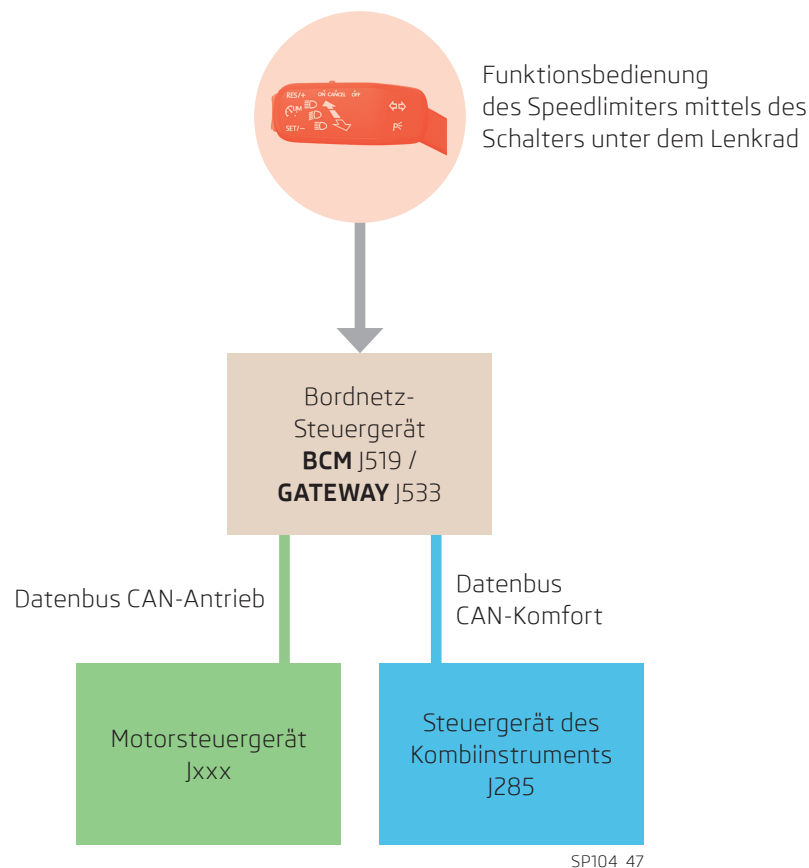 RES/+ ON CANCEL OFF
LIM
SET/–
P
Funktionsbedienung
des Speedlimiters mittels des
Schalters unter dem Lenkrad
Bordnetz-
Steuergerät
BCM J519 /
GATEWAY J533
Datenbus CAN-Antrieb
Datenbus
CAN-Komfort
Motorsteuergerät
Jxxx
Steuergerät des
Kombiinstruments
J285
SP104_47